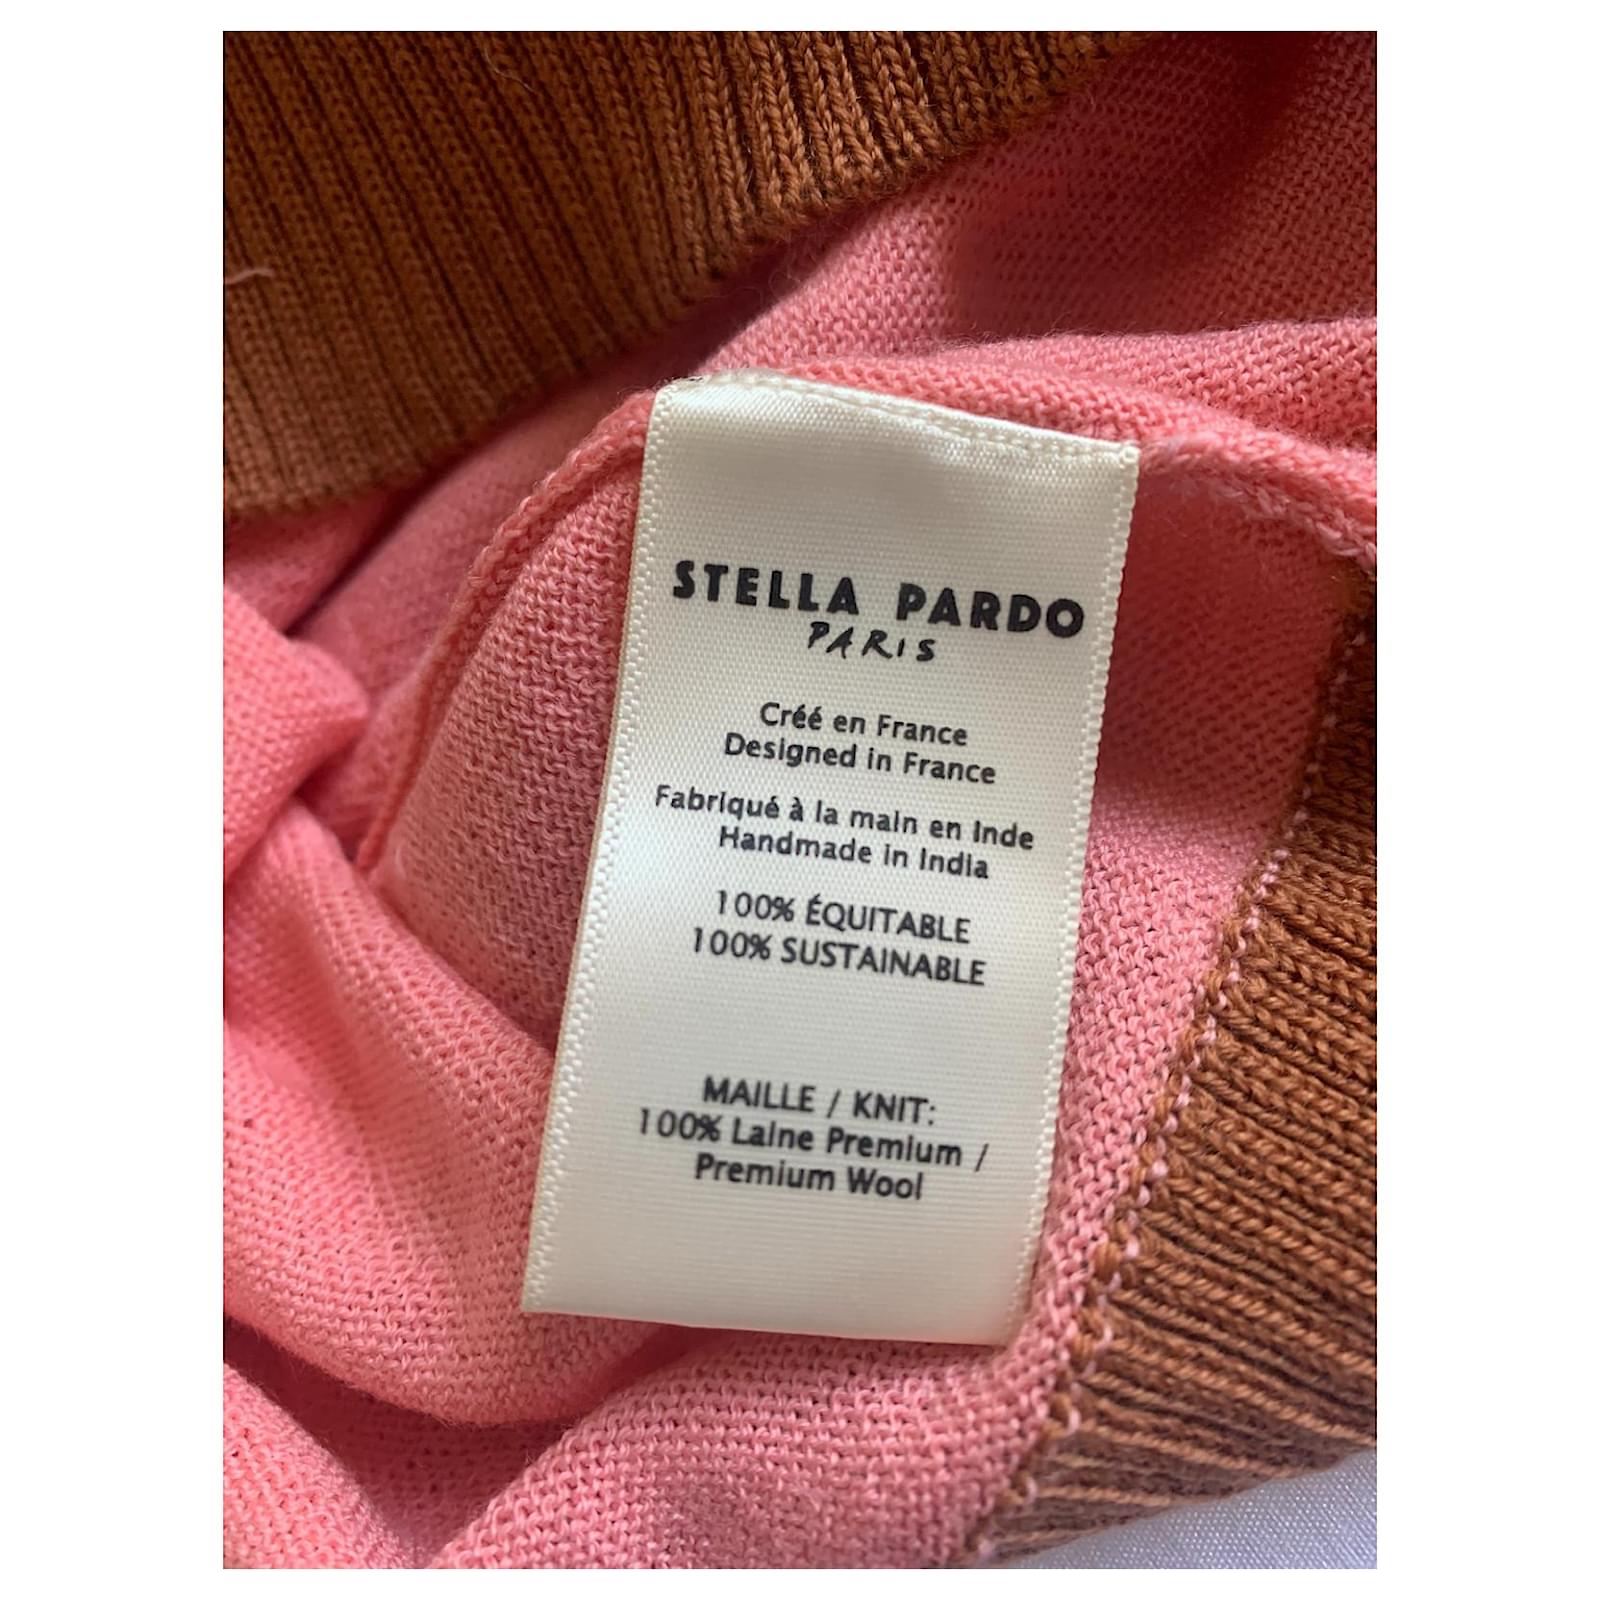 STELLA PARDO
PARIS
Créé en France
Designed in France
Fabriqué à la main en Inde
Handmade in India
100% ÉQUITABLE
100% SUSTAINABLE
MAILLE / KNIT:
100% Laine Premium /
Premium Wool